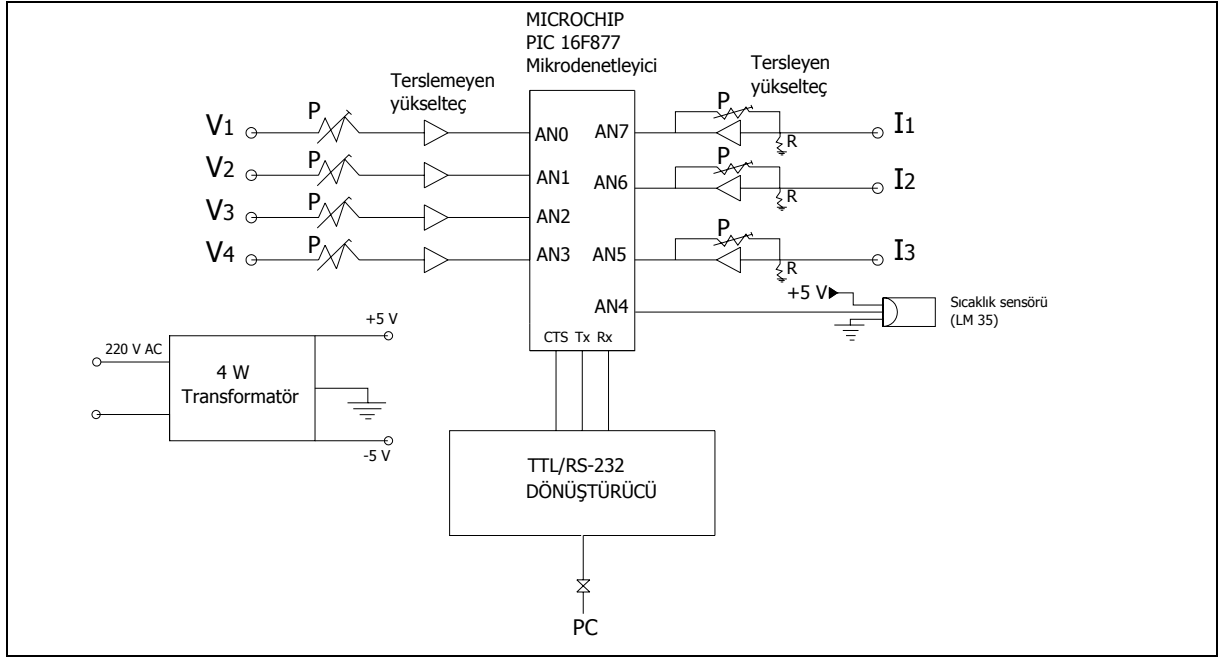 MICROCHIP
PIC 16F877
Mikrodenetleyici
Terslemeyen
yükselteç
Tersleyen
yükselteç
V1
P
AN0
AN7
P
R
I1
V2
P
AN1
AN6
P
R
I2
V3
P
AN2
V4
P
AN3
AN5
P
R
I3
AN4
+5 V
Sıcaklık sensörü
(LM 35)
CTS Tx Rx
220 V AC
4 W
Transformatör
+5 V
-5 V
TTL/RS-232
DÖNÜŞTÜRÜCÜ
PC